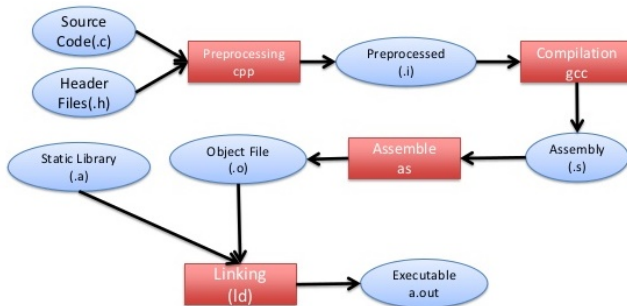 Source
Code(.c)
Preprocessing
cpp
Preprocessed
(.i)
Compilation
gcc
Header
Files(.h)
Static Library
(.a)
Object File
(.o)
Assemble
as
Assembly
(.s)
Linking
(ld)
Executable
a.out